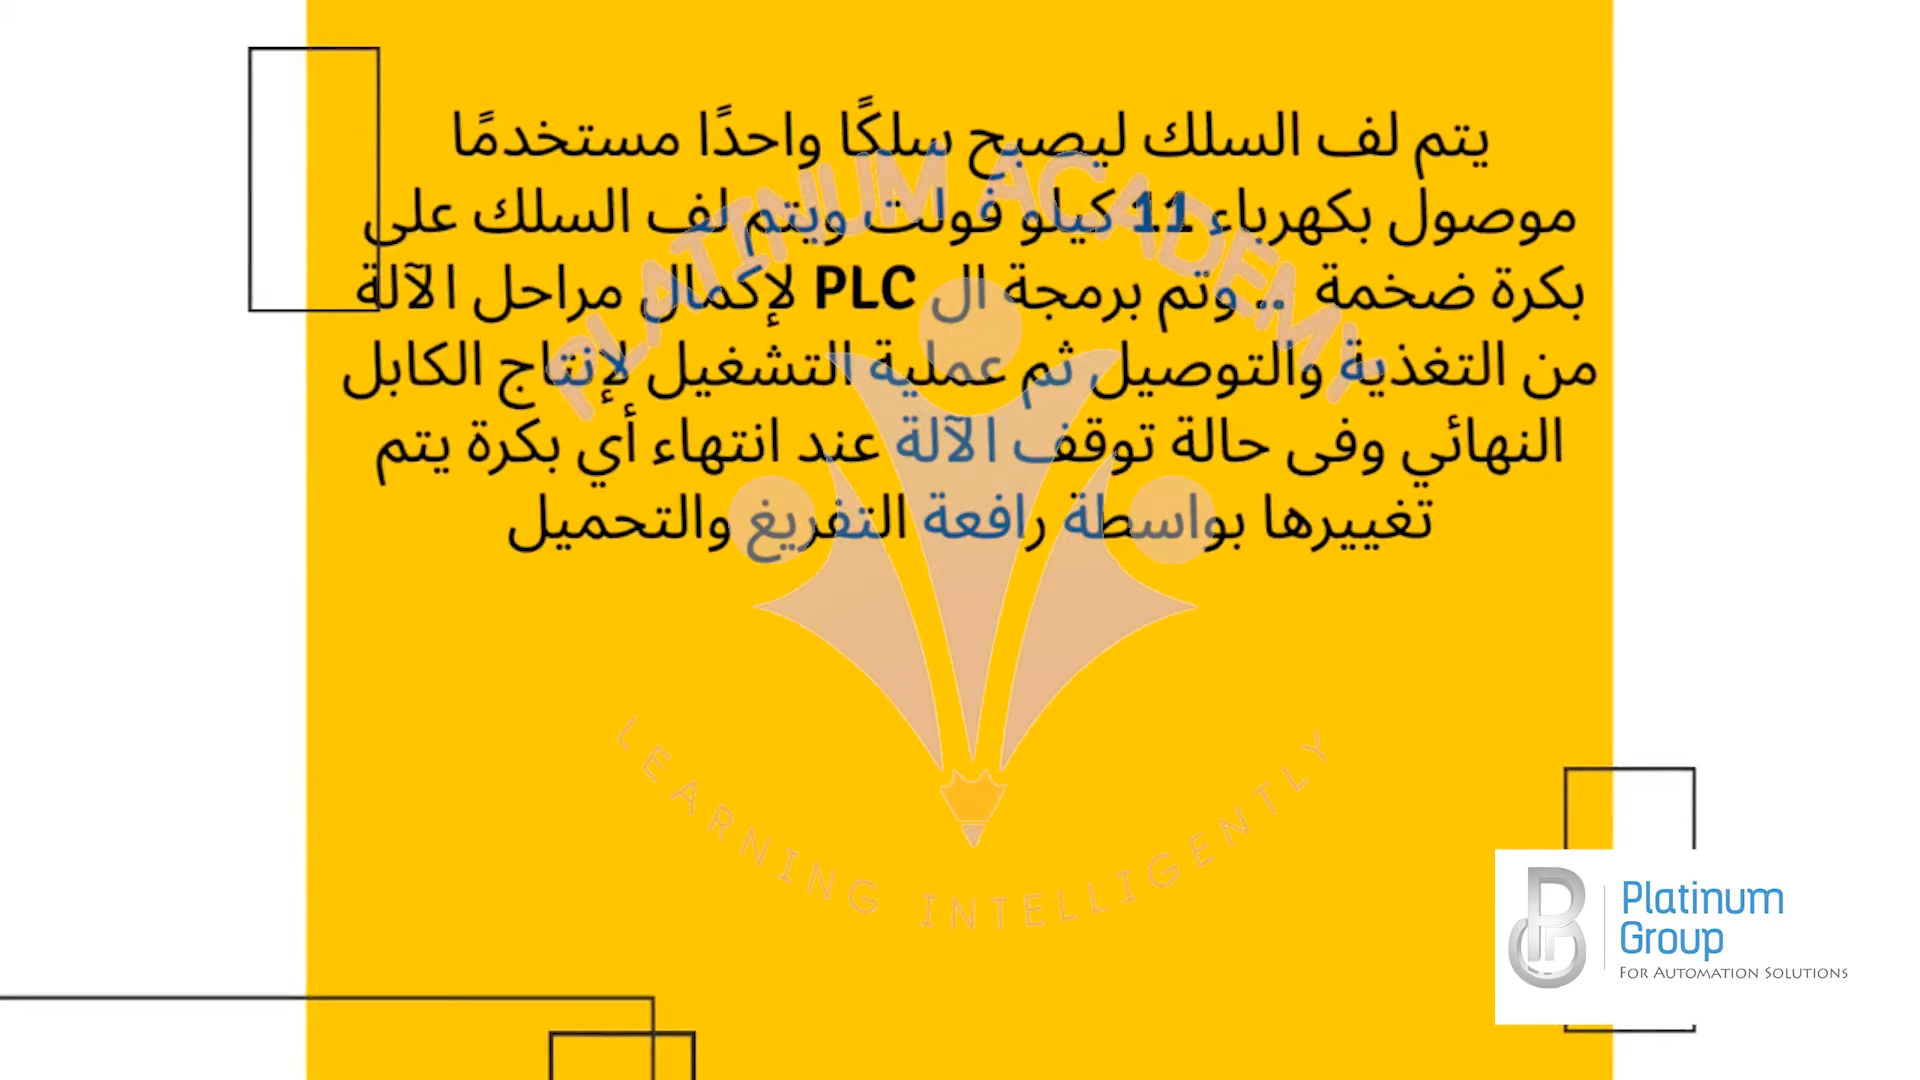 يتم لف السلك ليصبح سلكًا واحدًا مستخدمًا
موصول بكهرباء 11 كيلو فولت ويتم لف السلك على
بكرة ضخمة .. وتم برمجة ال PLC لإكمال مراحل الآلة
من التغذية والتوصيل ثم عملية التشغيل لإنتاج الكابل
النهائي وفى حالة توقف الآلة عند انتهاء أي بكرة يتم
تغييرها بواسطة رافعة التفريغ والتحميل
PLATINUM ACADEMY
LEARNING INTELLIGENTLY
Platinum
Group
FOR AUTOMATION SOLUTIONS